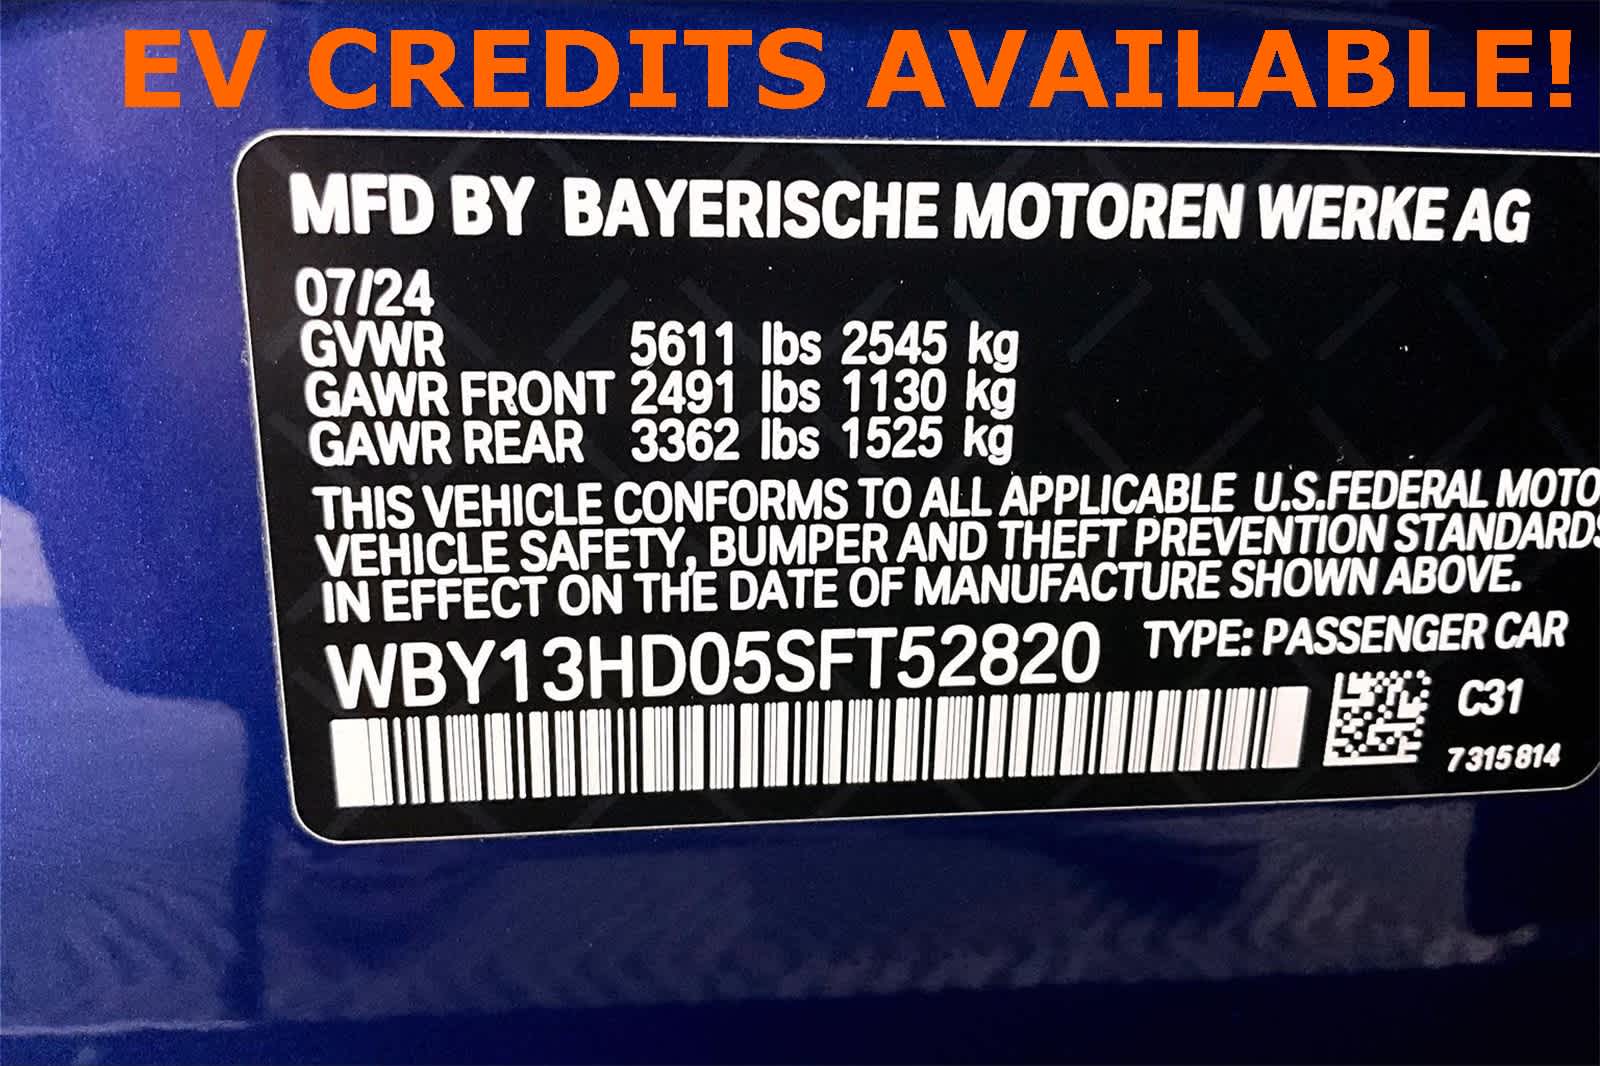 EV CREDITS AVAILABLE!
MFD BY BAYERISCHE MOTOREN WERKE AG
07/24
GVWR 5611 lbs 2545 kg
GAWR FRONT 2491 lbs 1130 kg
GAWR REAR 3362 lbs 1525 kg
THIS VEHICLE CONFORMS TO ALL APPLICABLE U.S.FEDERAL MOTO
VEHICLE SAFETY, BUMPER AND THEFT PREVENTION STANDARDS
IN EFFECT ON THE DATE OF MANUFACTURE SHOWN ABOVE.
WBY13HD05SFT52820 TYPE: PASSENGER CAR
C31
7315814